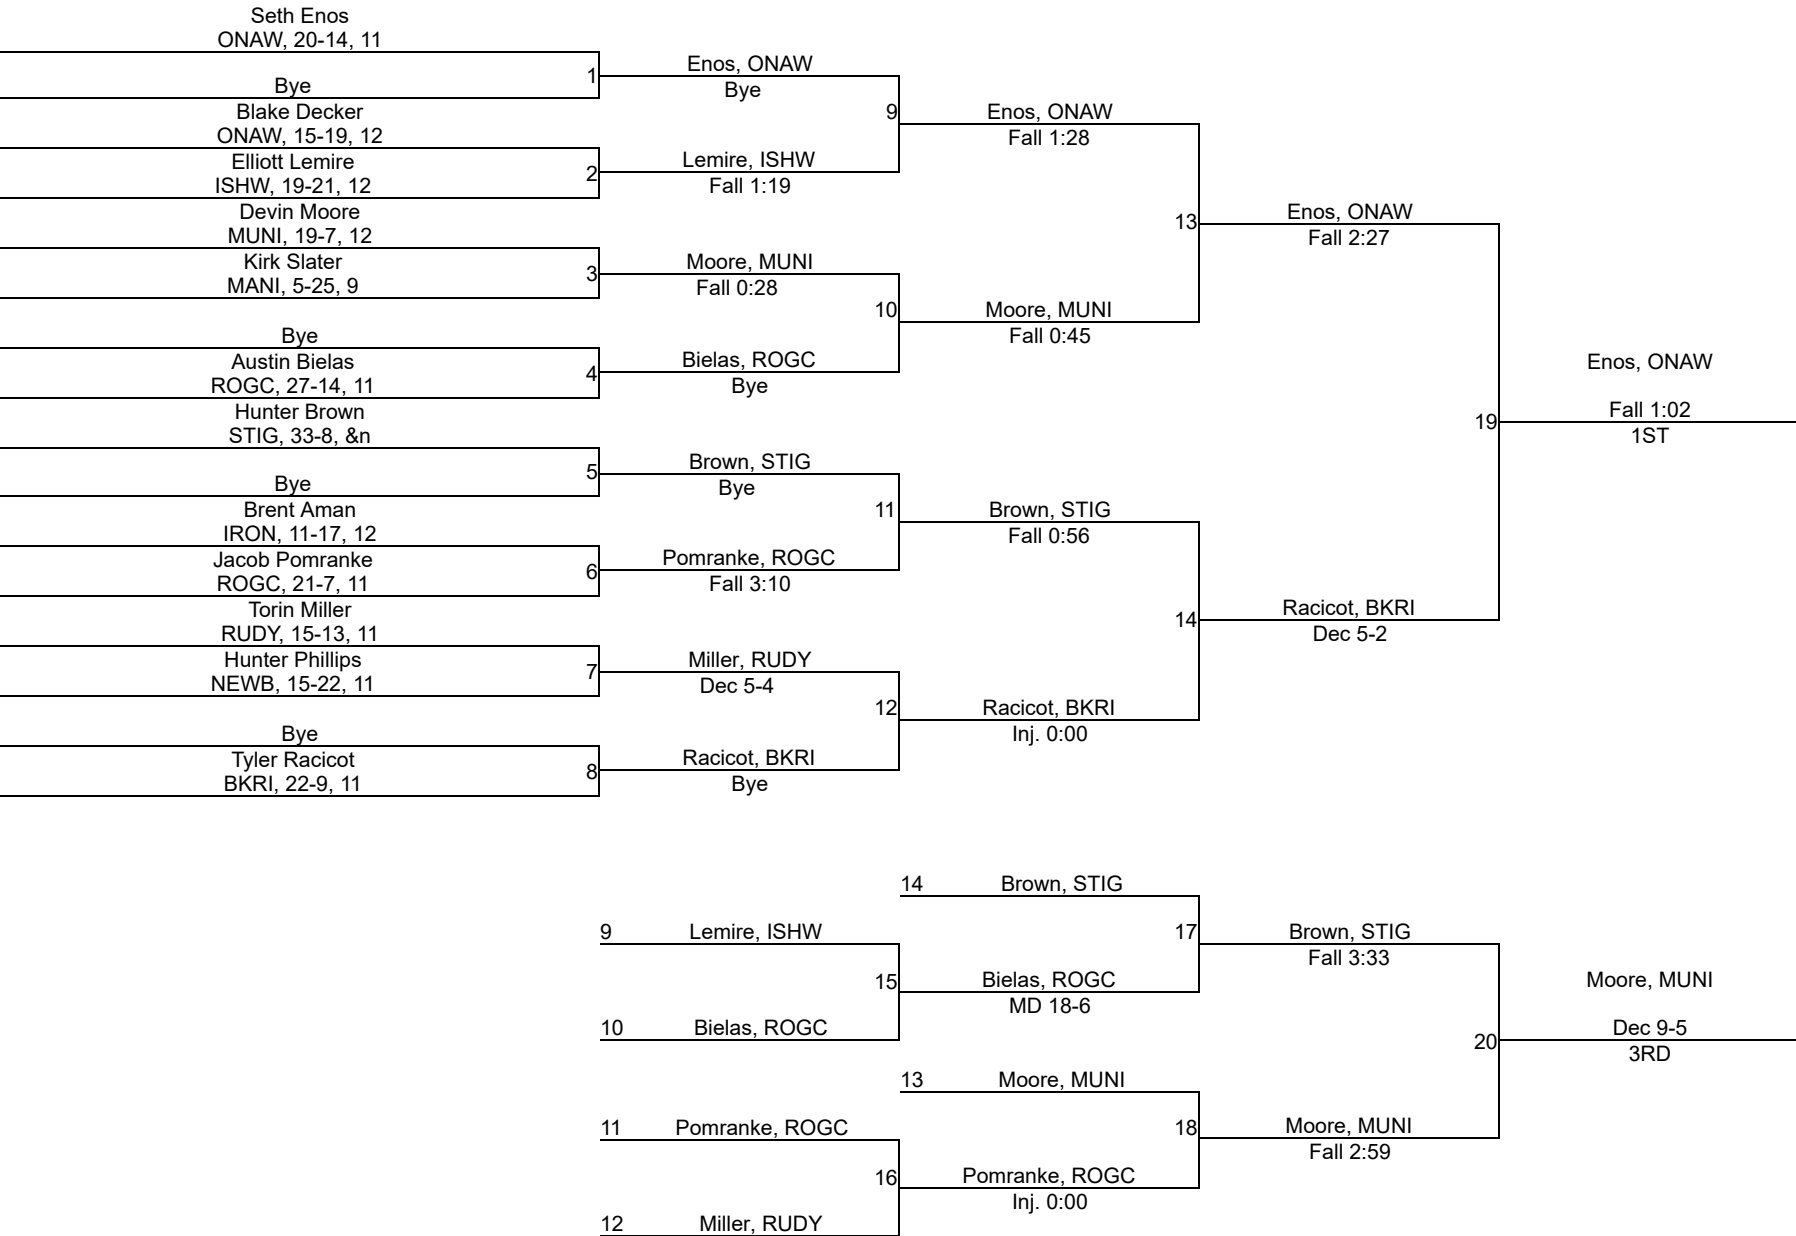 Seth Enos
ONAW, 20-14, 11
1
Bye
Blake Decker
ONAW, 15-19, 12
Elliott Lemire
ISHW, 19-21, 12
2
Devin Moore
MUNI, 19-7, 12
Kirk Slater
MANI, 5-25, 9
3
Bye
Austin Bielas
ROGC, 27-14, 11
4
Hunter Brown
STIG, 33-8, &n
5
Bye
Brent Aman
IRON, 11-17, 12
Jacob Pomranke
ROGC, 21-7, 11
6
Torin Miller
RUDY, 15-13, 11
Hunter Phillips
NEWB, 15-22, 11
7
Bye
Tyler Racicot
BKRI, 22-9, 11
8
Enos, ONAW
Bye
9
Lemire, ISHW
Fall 1:19
Moore, MUNI
Fall 0:28
10
Bielas, ROGC
Bye
Brown, STIG
Bye
11
Pomranke, ROGC
Fall 3:10
Miller, RUDY
Dec 5-4
12
Racicot, BKRI
Bye
Enos, ONAW
Fall 1:28
13
Moore, MUNI
Fall 0:45
Brown, STIG
Fall 0:56
14
Racicot, BKRI
Inj. 0:00
Enos, ONAW
Fall 2:27
19
Racicot, BKRI
Dec 5-2
Enos, ONAW
Fall 1:02
1ST
14 Brown, STIG
9 Lemire, ISHW
15
10 Bielas, ROGC
Bielas, ROGC
MD 18-6
17
13 Moore, MUNI
11 Pomranke, ROGC
16
12 Miller, RUDY
Pomranke, ROGC
Inj. 0:00
18
Brown, STIG
Fall 3:33
20
Moore, MUNI
Fall 2:59
Moore, MUNI
Dec 9-5
3RD